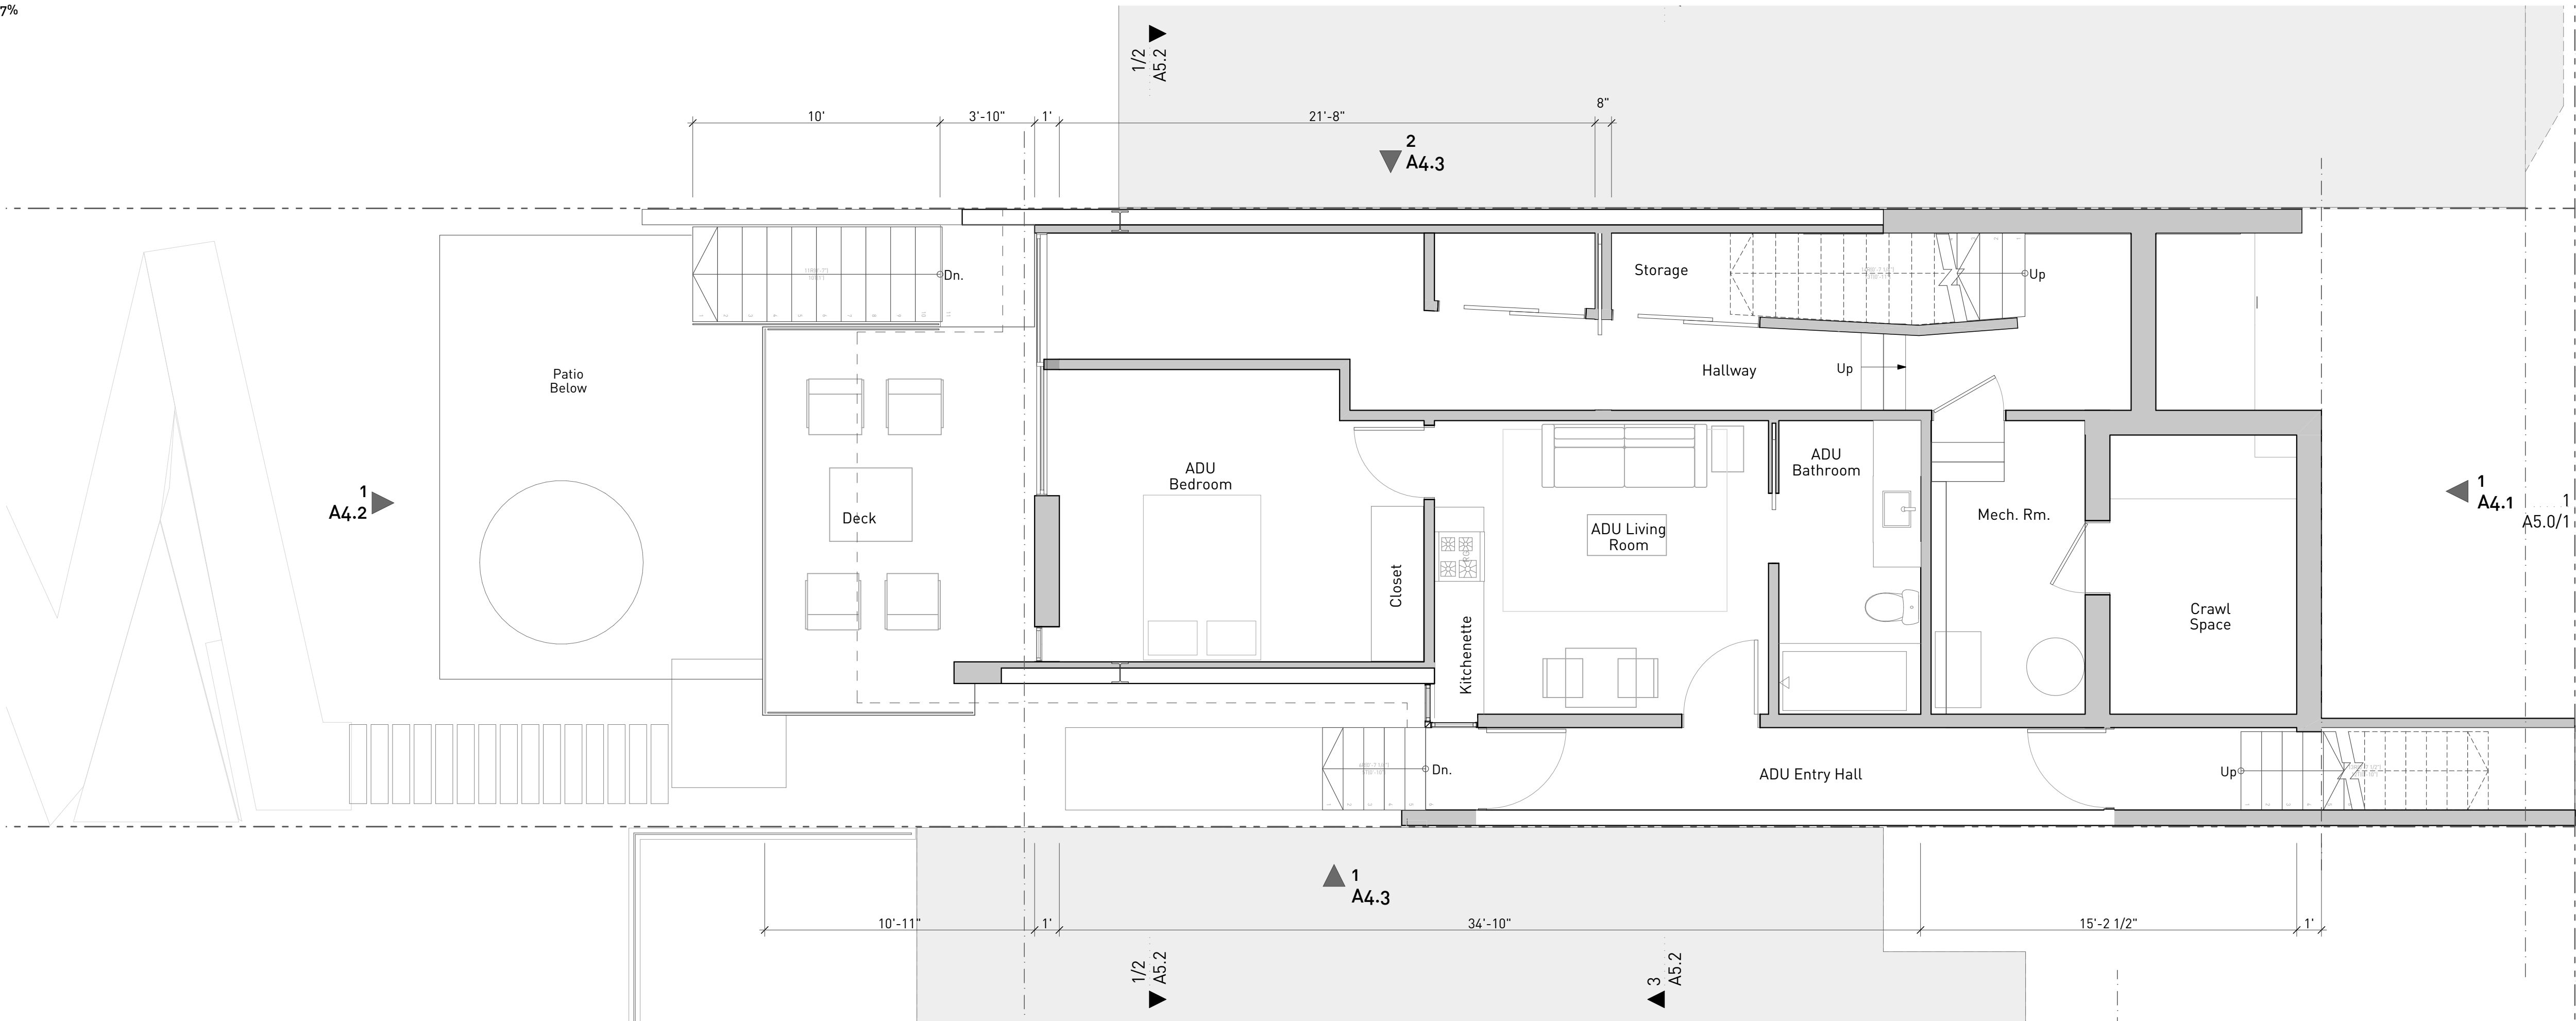 7%
1/2
A5.2
10'
3'-10"
1'
21'-8"
8"
2
A4.3
Dn.
Storage
Up
Patio
Below
Hallway
Up
ADU
Bedroom
ADU
Bathroom
1
A4.2
Deck
ADU Living
Room
Mech. Rm.
1
A4.1
1
A5.0/1
Closet
Kitchenette
Crawl
Space
Dn.
ADU Entry Hall
Up
1
A4.3
10'-11"
1'
34'-10"
15'-2 1/2"
1'
1/2
A5.2
3
A5.2